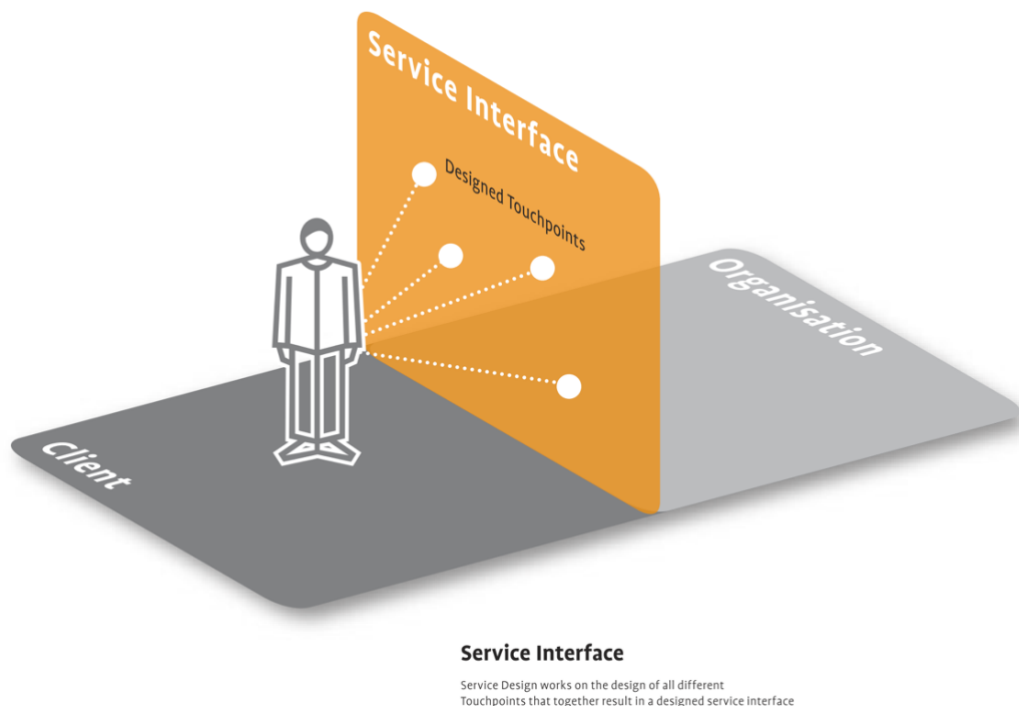 Service Interface
Designed Touchpoints
Organisation
Client
Service Interface
Service Design works on the design of all different
Touchpoints that together result in a designed service interface